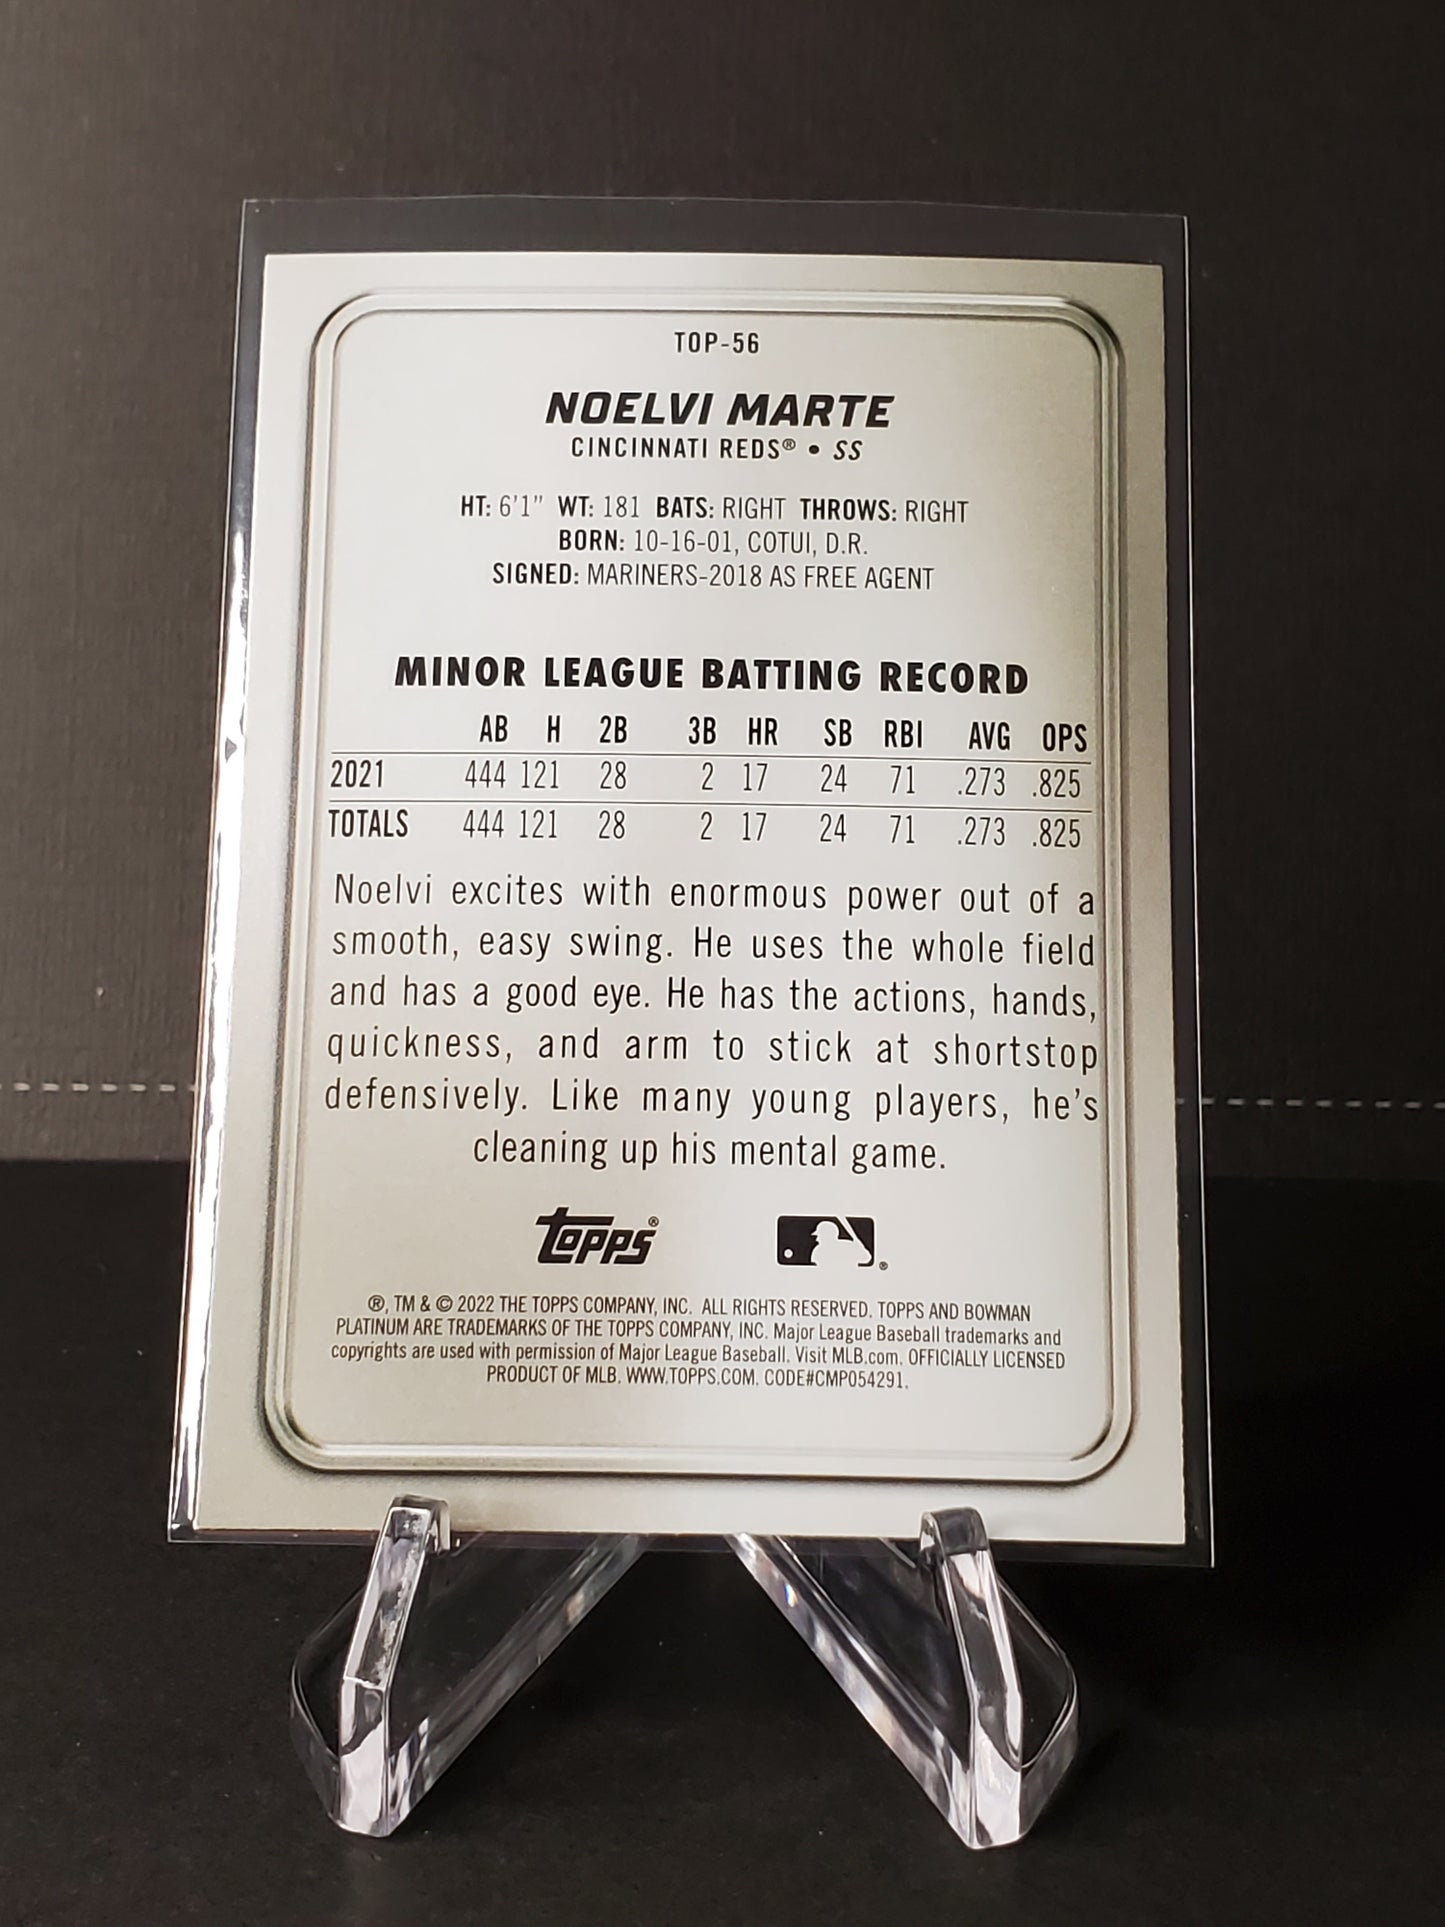 TOP-56
NOELVI MARTE
CINCINNATI REDS® • SS
HT: 6'1" WT: 181 BATS: RIGHT THROWS: RIGHT
BORN: 10-16-01, COTUI, D.R.
SIGNED: MARINERS-2018 AS FREE AGENT
MINOR LEAGUE BATTING RECORD
AB H 2B 3B HR SB RBI AVG OPS
2021 444 121 28 2 17 24 71 .273 .825
TOTALS 444 121 28 2 17 24 71 .273 .825
Noelvi excites with enormous power out of a
smooth, easy swing. He uses the whole field
and has a good eye. He has the actions, hands,
quickness, and arm to stick at shortstop
defensively. Like many young players, he's
cleaning up his mental game.
Topps® ®
®, TM & © 2022 THE TOPPS COMPANY, INC. ALL RIGHTS RESERVED. TOPPS AND BOWMAN
PLATINUM ARE TRADEMARKS OF THE TOPPS COMPANY, INC. Major League Baseball trademarks and
copyrights are used with permission of Major League Baseball. Visit MLB.com. OFFICIALLY LICENSED
PRODUCT OF MLB. WWW.TOPPS.COM. CODE#CMP054291.